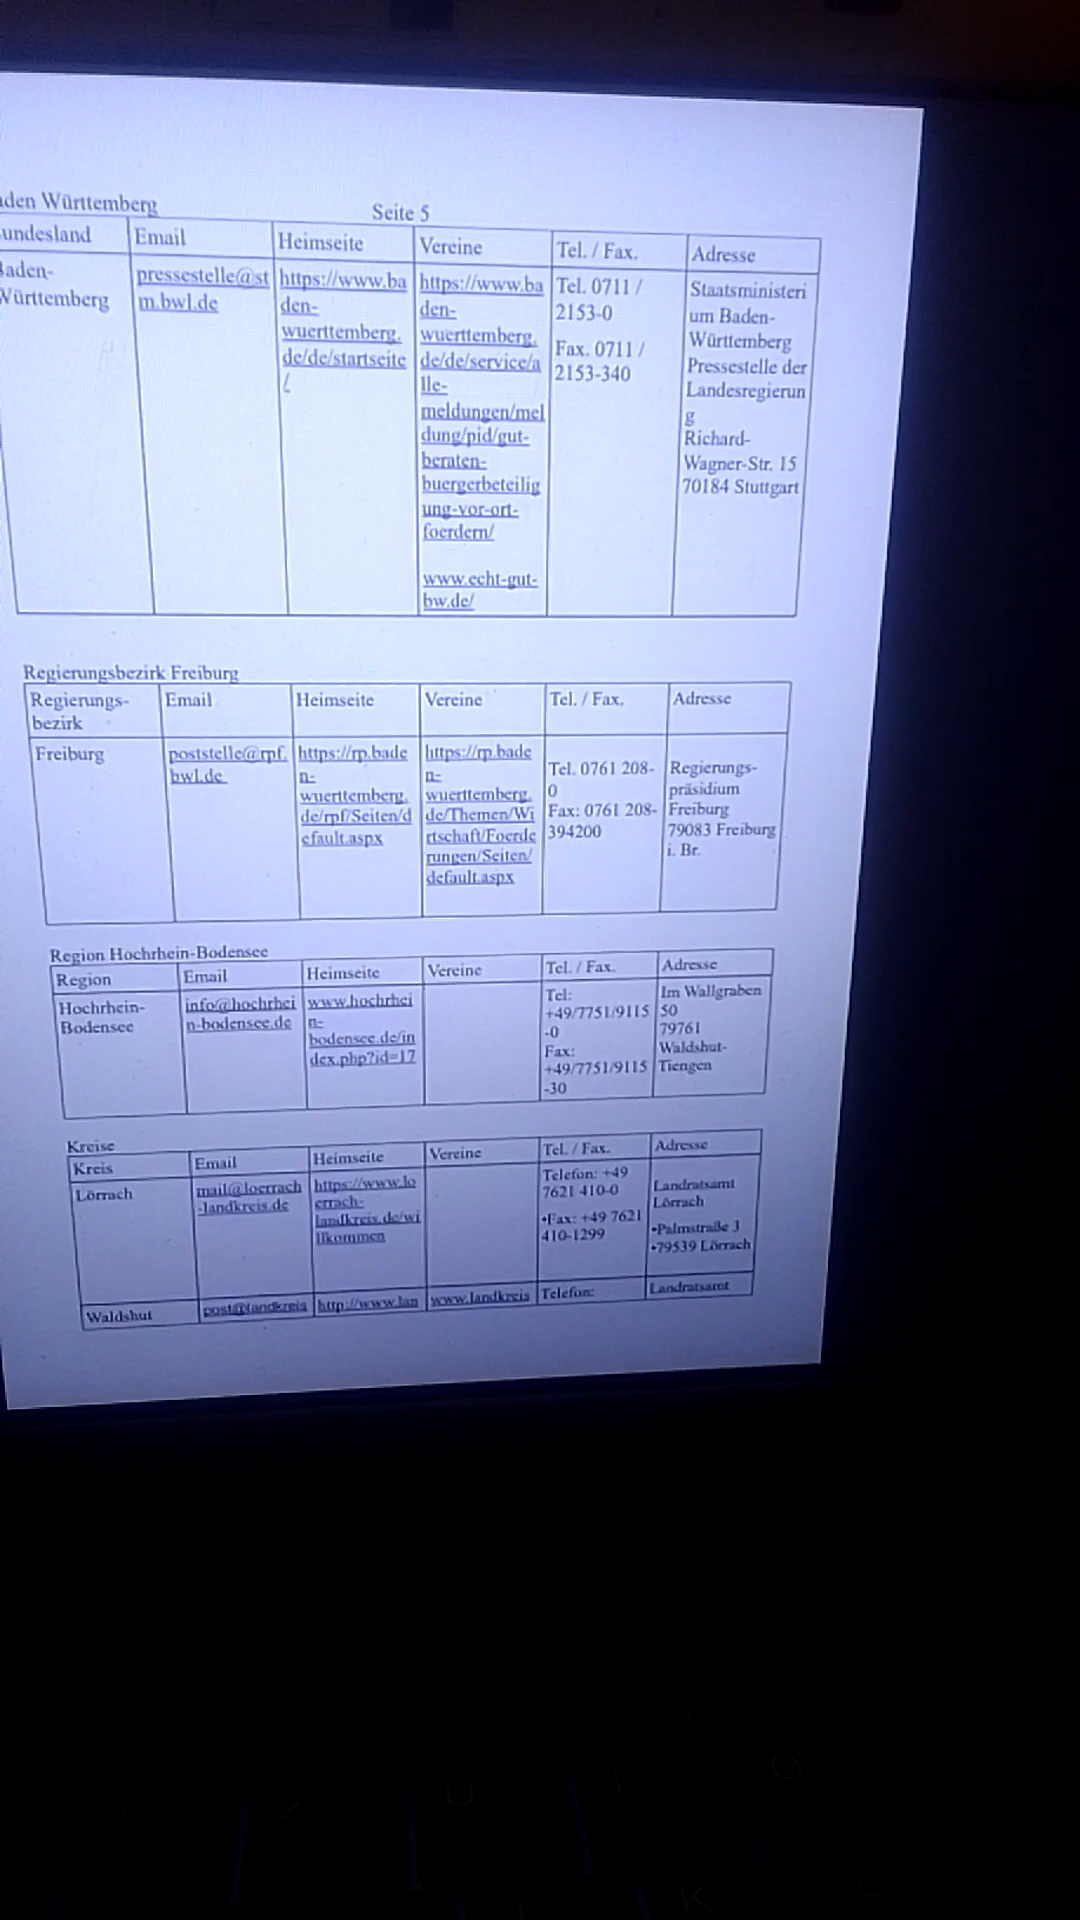 aden Württemberg Seite 5
undesland Email Heimseite Vereine Tel. / Fax. Adresse
Baden-
Württemberg
pressestelle@st
m.bwl.de
https://www.ba
den-
wuerttemberg.
de/de/startseite
/
https://www.ba
den-
wuerttemberg.
de/de/service/a
lle-
meldungen/mel
dung/pid/gut-
beraten-
buergerbeteilig
ung-vor-ort-
foerdern/
www.echt-gut-
bw.de/
Tel. 0711 /
2153-0
Fax. 0711 /
2153-340
Staatsministeri
um Baden-
Württemberg
Pressestelle der
Landesregierun
g
Richard-
Wagner-Str. 15
70184 Stuttgart
Regierungsbezirk Freiburg
Regierungs-
bezirk
Email Heimseite Vereine Tel. / Fax. Adresse
Freiburg
poststelle@rpf.
bwl.de
https://rp.bade
n-
wuerttemberg.
de/rpf/Seiten/d
efault.aspx
https://rp.bade
n-
wuerttemberg.
de/Themen/Wi
rtschaft/Foerde
rungen/Seiten/
default.aspx
Tel. 0761 208-
0
Fax: 0761 208-
394200
Regierungs-
präsidium
Freiburg
79083 Freiburg
i. Br.
Region Hochrhein-Bodensee
Region Email Heimseite Vereine Tel. / Fax. Adresse
Hochrhein-
Bodensee
info@hochrhei
n-bodensee.de
www.hochrhei
n-
bodensee.de/in
dex.php?id=17
Tel:
+49/7751/9115
-0
Fax:
+49/7751/9115
-30
Im Wallgraben
50
79761
Waldshut-
Tiengen
Kreise
Kreis Email Heimseite Vereine Tel. / Fax. Adresse
Lörrach
mail@loerrach
-landkreis.de
https://www.lo
errach-
landkreis.de/wi
llkommen
Telefon: +49
7621 410-0
•Fax: +49 7621
410-1299
Landratsamt
Lörrach
•Palmstraße 3
•79539 Lörrach
Waldshut post@landkreis http://www.lan www.landkreis Telefon: Landratsamt